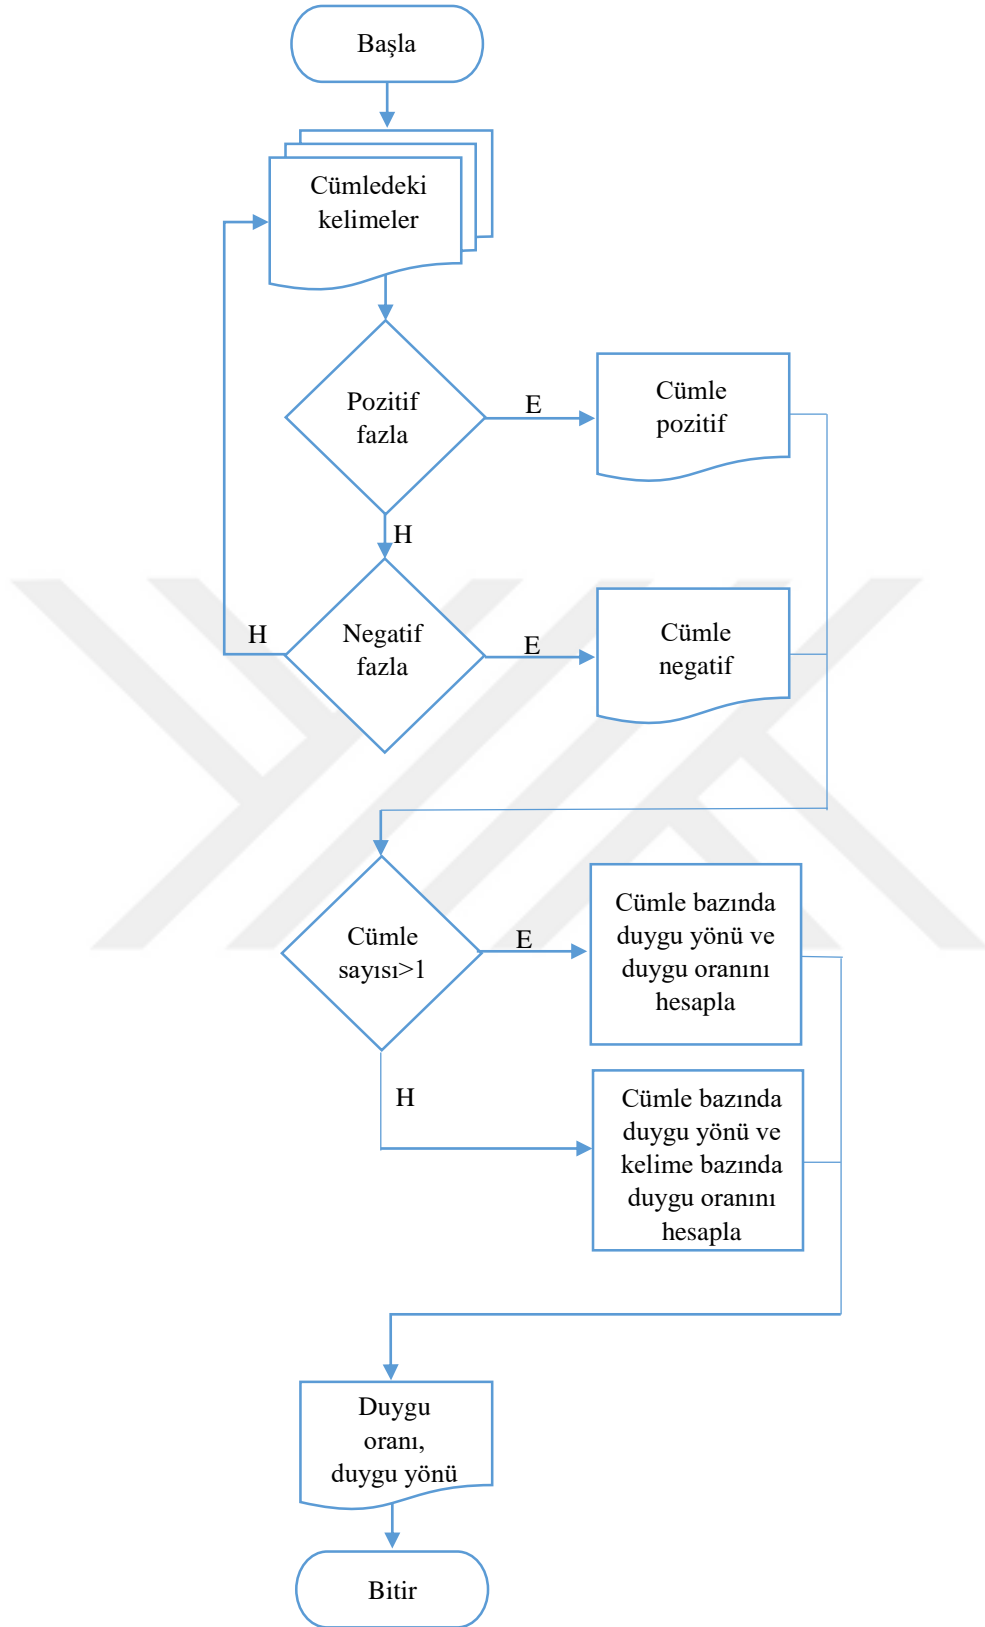 Başla
Cümledeki
kelimeler
Pozitif
fazla
E
Cümle
pozitif
H
Negatif
fazla
H
E
Cümle
negatif
Cümle
sayısı>1
E
Cümle bazında
duygu yönü ve
duygu oranını
hesapla
H
Cümle bazında
duygu yönü ve
kelime bazında
duygu oranını
hesapla
Duygu
oranı,
duygu yönü
Bitir